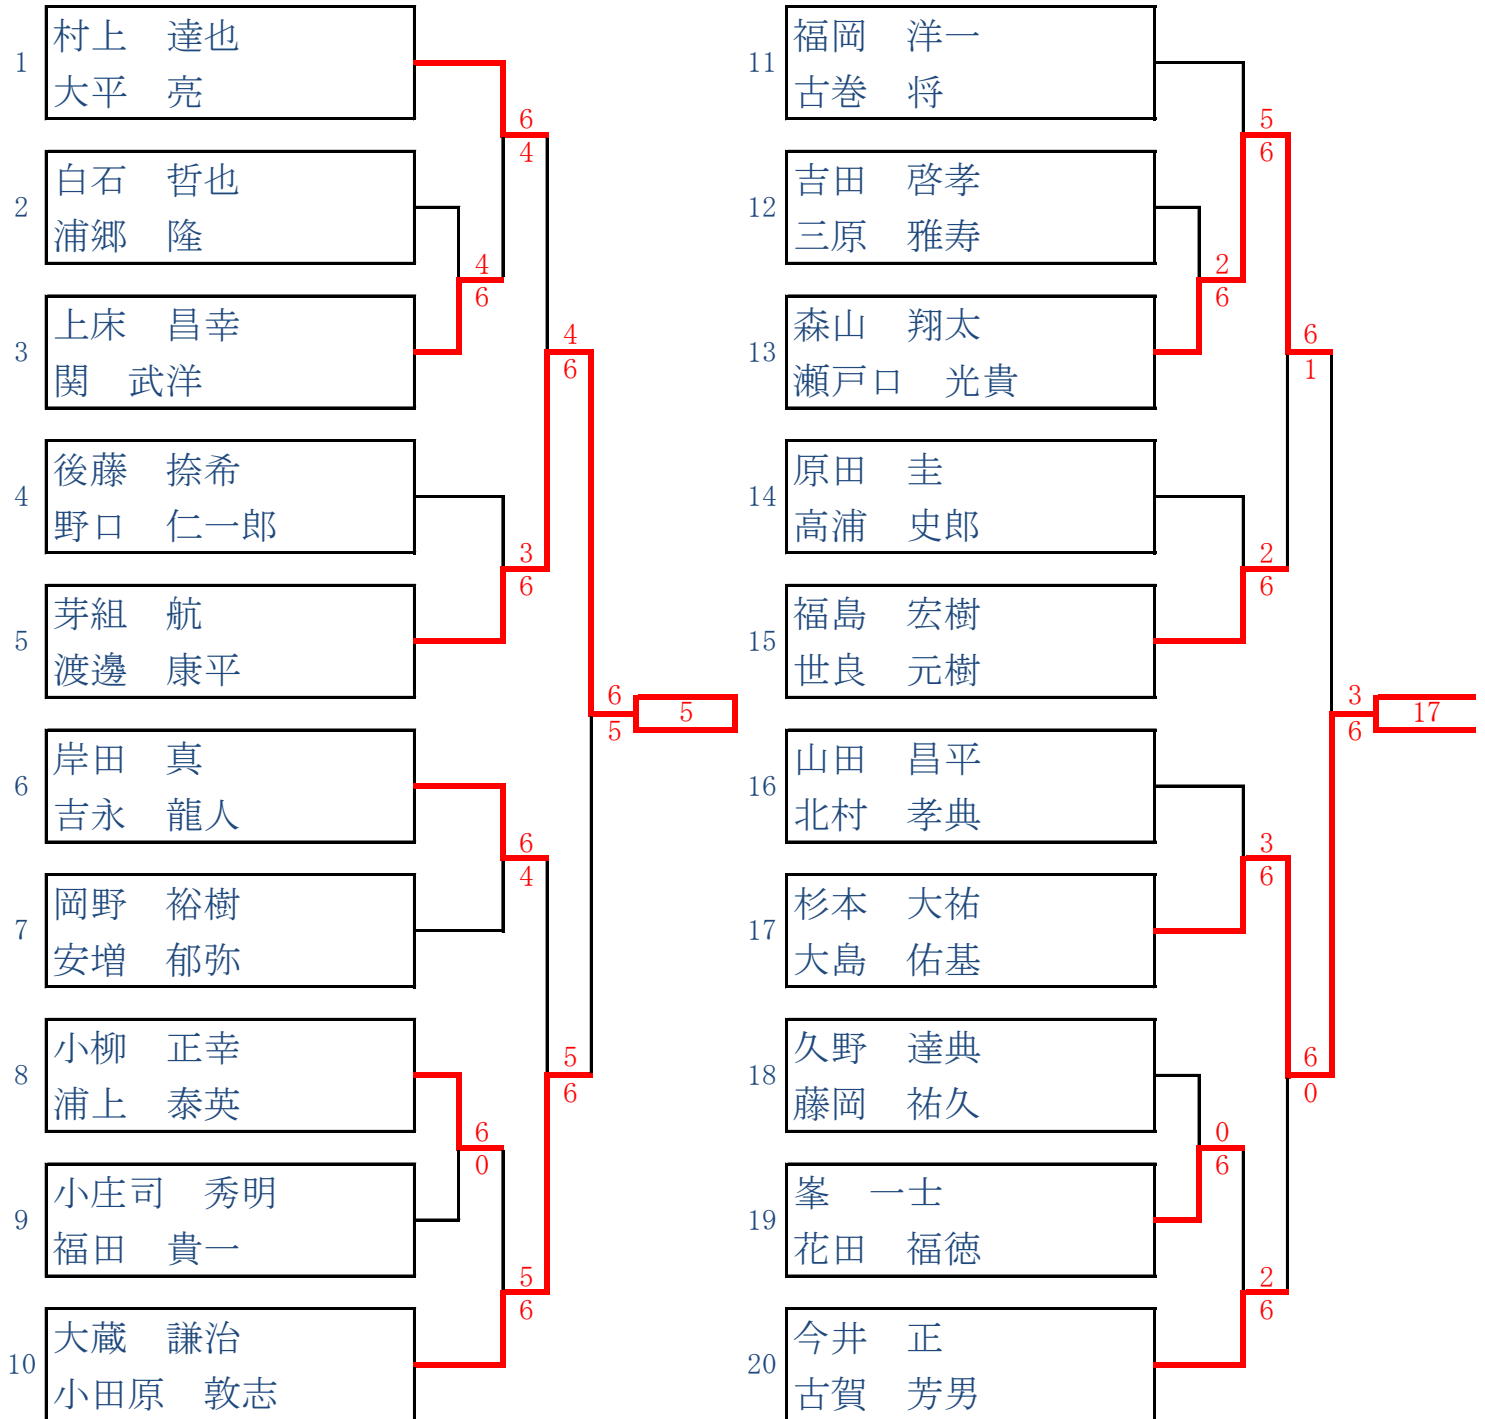 1
村上　達也
大平　亮
2
白石　哲也
浦郷　隆
3
上床　昌幸
関　武洋
4
後藤　捺希
野口　仁一郎
5
芽組　航
渡邊　康平
6
岸田　真
吉永　龍人
7
岡野　裕樹
安増　郁弥
8
小柳　正幸
浦上　泰英
9
小庄司　秀明
福田　貴一
10
大蔵　謙治
小田原　敦志
6
4
4
6
4
6
3
6
6
5
5
6
4
5
6
6
0
5
6
11
福岡　洋一
古巻　将
12
吉田　啓孝
三原　雅寿
13
森山　翔太
瀬戸口　光貴
14
原田　圭
高浦　史郎
15
福島　宏樹
世良　元樹
16
山田　昌平
北村　孝典
17
杉本　大祐
大島　佑基
18
久野　達典
藤岡　祐久
19
峯　一士
花田　福徳
20
今井　正
古賀　芳男
5
6
2
6
6
1
2
6
3
6
17
3
6
6
0
0
6
2
6